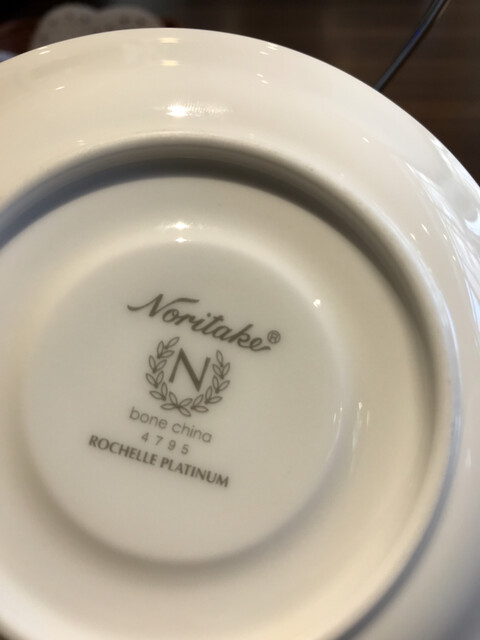 Noritake®
N
bone china
4795
ROCHELLE PLATINUM